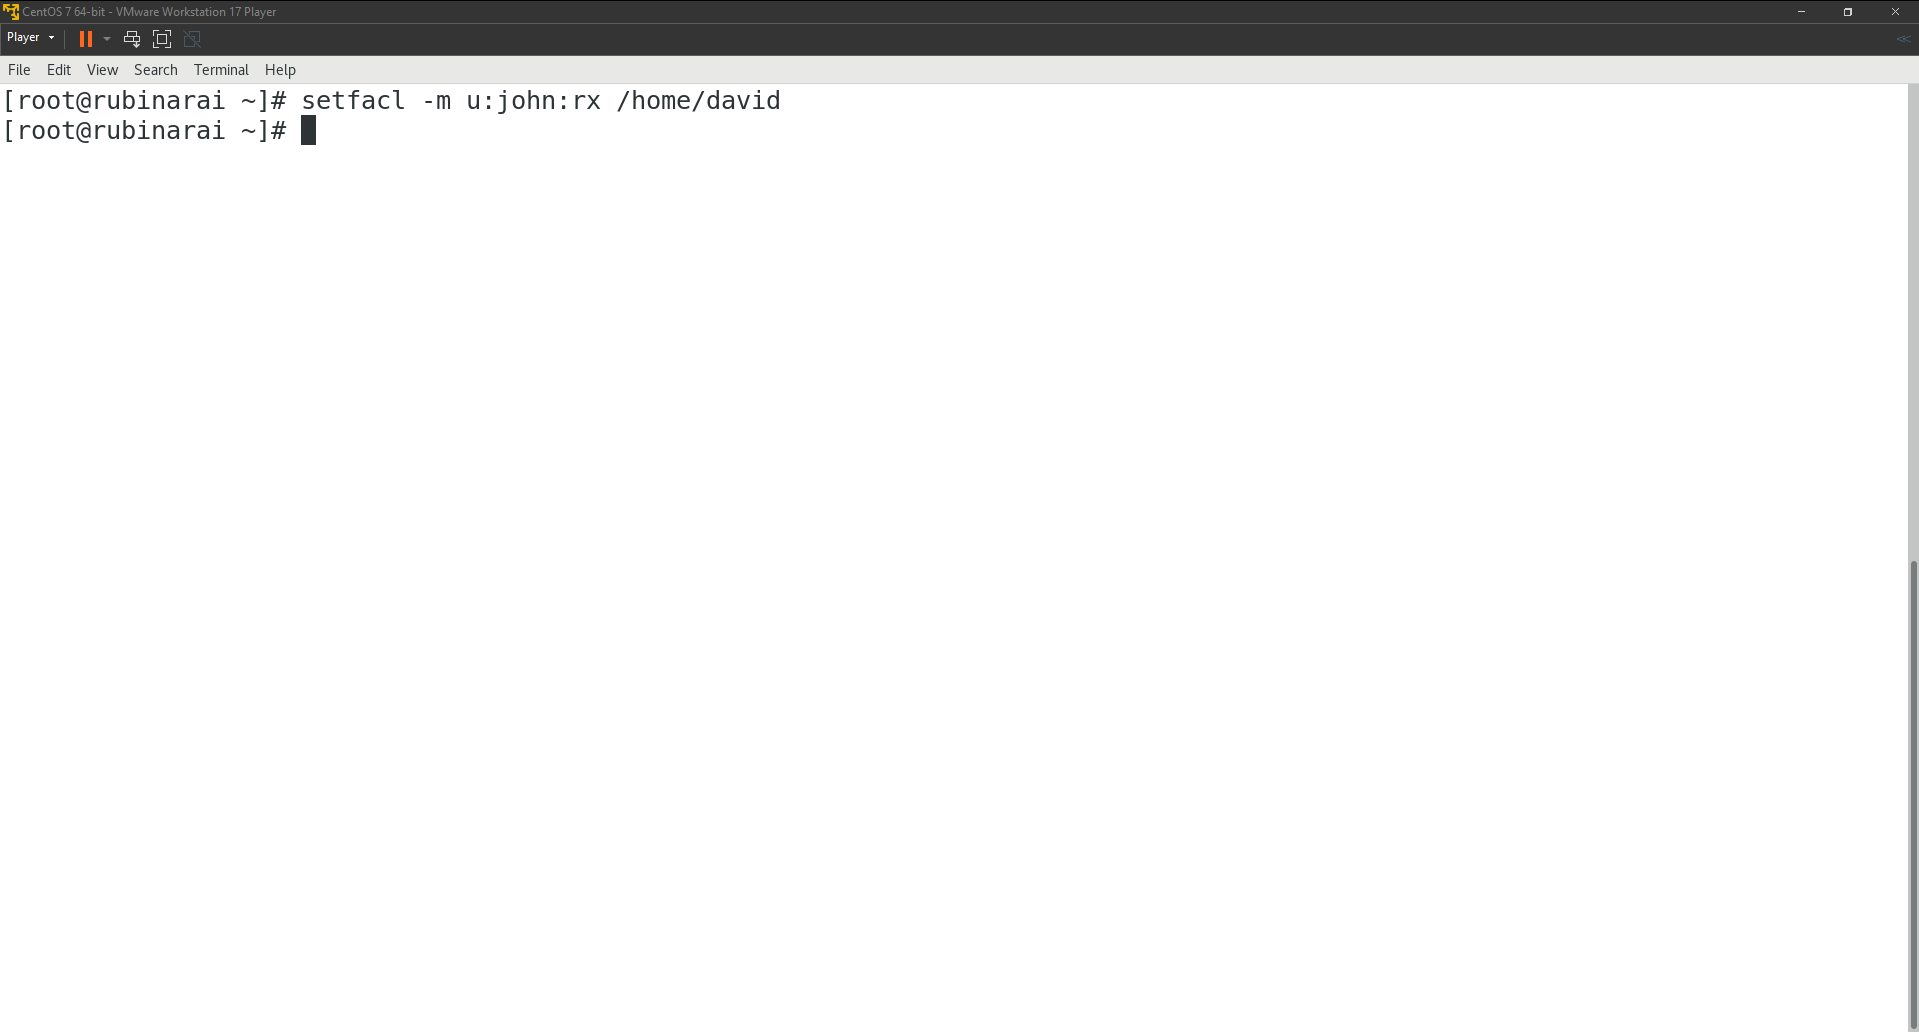 CentOS 7 64-bit - VMware Workstation 17 Player
Player
File Edit View Search Terminal Help
[root@rubinarai ~]# setfacl -m u:john:rx /home/david
[root@rubinarai ~]#